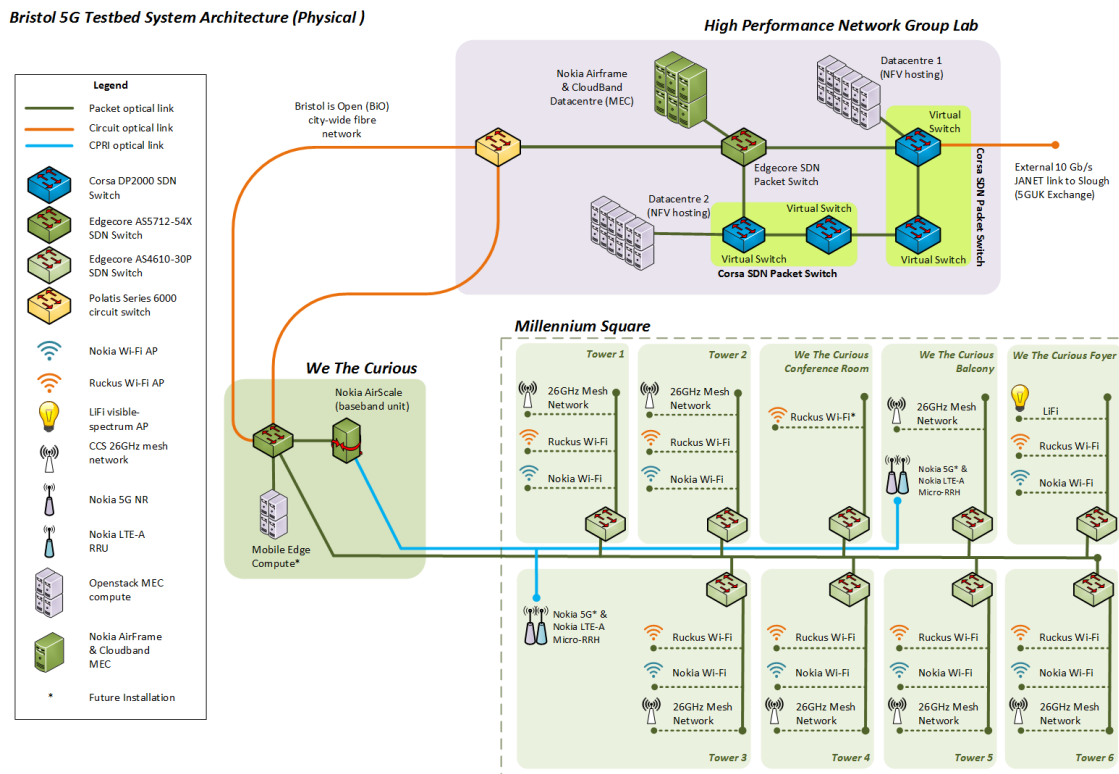 Bristol 5G Testbed System Architecture (Physical )
High Performance Network Group Lab
Legend
Packet optical link
Circuit optical link
CPRI optical link
Corsa DP2000 SDN
Switch
Edgecore AS5712-54X
SDN Switch
Edgecore AS4610-30P
SDN Switch
Polatis Series 6000
circuit switch
Nokia Wi-Fi AP
Ruckus Wi-Fi AP
LiFi visible-
spectrum AP
CCS 26GHz mesh
network
Nokia 5G NR
Nokia LTE-A
RRU
Openstack MEC
compute
Nokia AirFrame
& Cloudband
MEC
*
Future Installation
Bristol is Open (BiO)
city-wide fibre
network
Nokia Airframe
& CloudBand
Datacentre (MEC)
Datacentre 1
(NFV hosting)
Virtual
Switch
Edgecore SDN
Packet Switch
Corsa SDN Packet Switch
External 10 Gb/s
JANET link to Slough
(5GUK Exchange)
Datacentre 2
(NFV hosting)
Virtual Switch
Virtual Switch
Virtual Switch
Corsa SDN Packet Switch
We The Curious
Nokia AirScale
(baseband unit)
Mobile Edge
Compute*
Millennium Square
Tower 1
26GHz Mesh
Network
Ruckus Wi-Fi
Nokia Wi-Fi
Tower 2
26GHz Mesh
Network
Ruckus Wi-Fi
Nokia Wi-Fi
We The Curious
Conference Room
Ruckus Wi-Fi*
We The Curious
Balcony
26GHz Mesh
Network
Nokia 5G* &
Nokia LTE-A
Micro-RRH
We The Curious Foyer
LiFi
Ruckus Wi-Fi
Nokia Wi-Fi
Nokia 5G* &
Nokia LTE-A
Micro-RRH
Ruckus Wi-Fi
Nokia Wi-Fi
26GHz Mesh
Network
Tower 3
Ruckus Wi-Fi
Nokia Wi-Fi
26GHz Mesh
Network
Tower 4
Ruckus Wi-Fi
Nokia Wi-Fi
26GHz Mesh
Network
Tower 5
Ruckus Wi-Fi
Nokia Wi-Fi
26GHz Mesh
Network
Tower 6